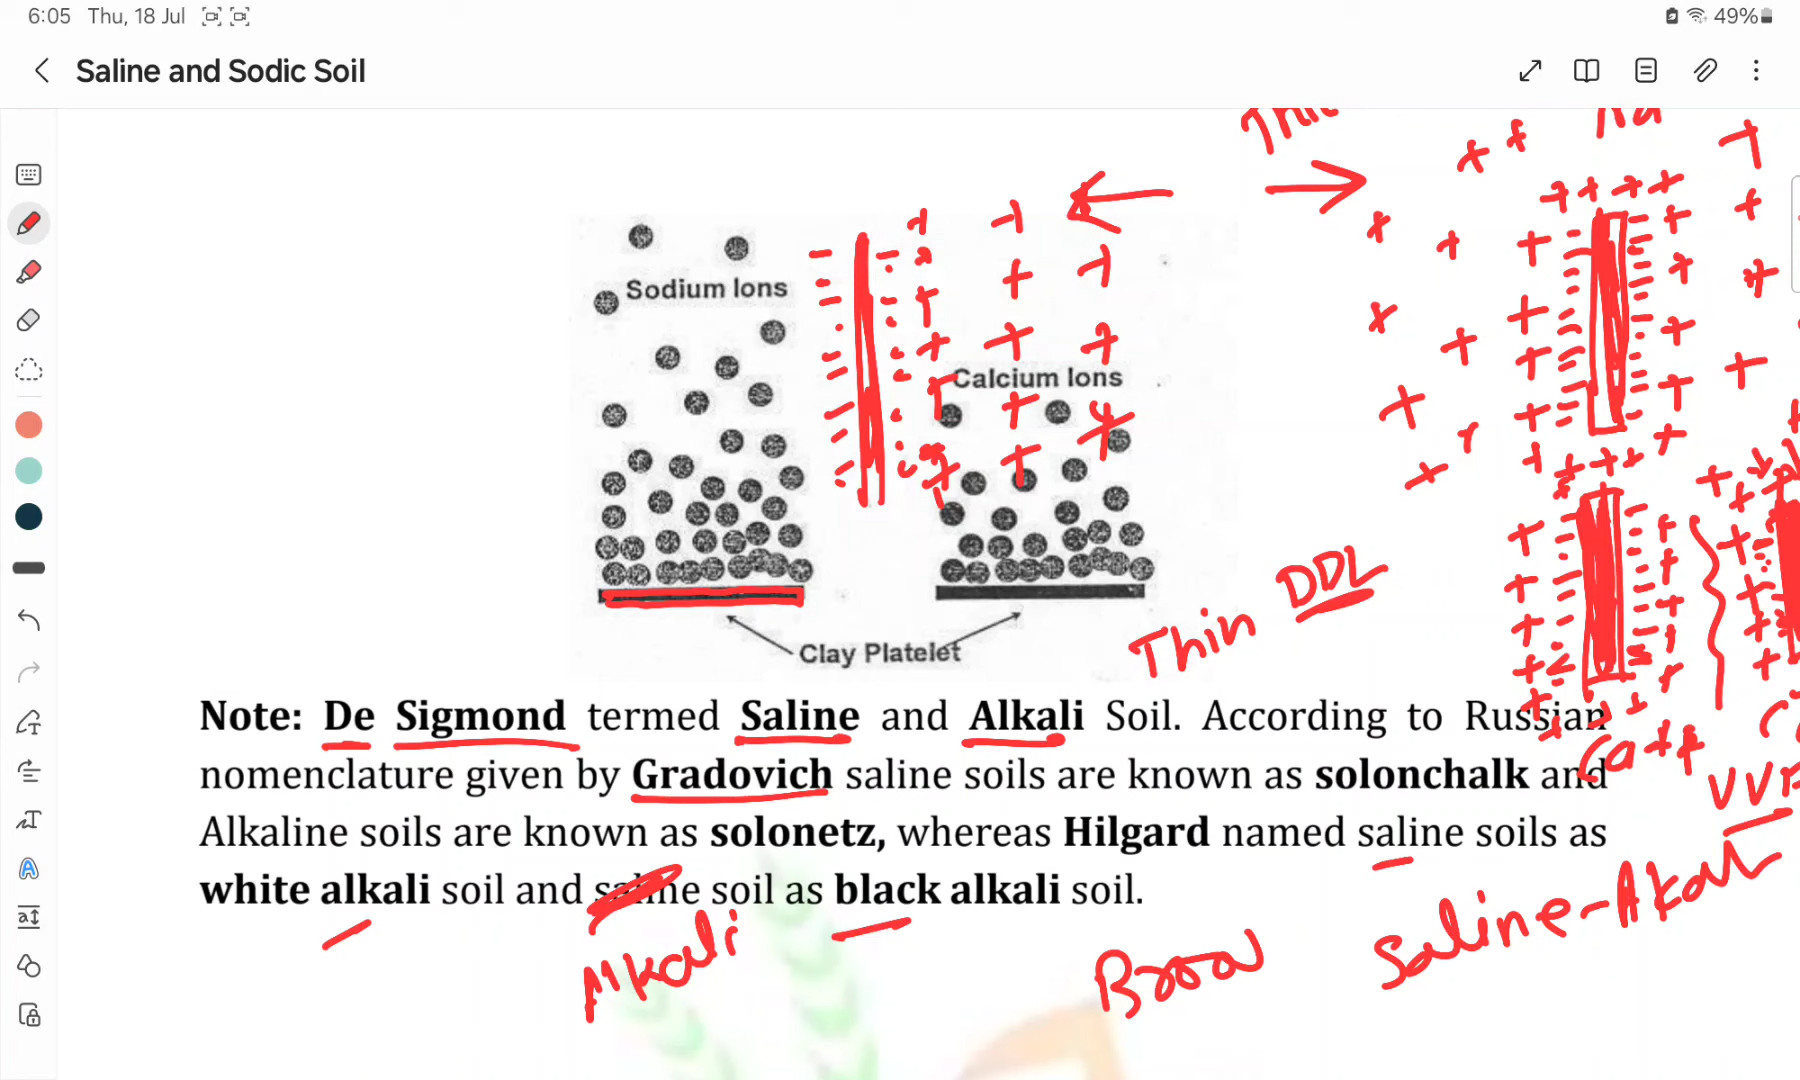 6:05 Thu, 18 Jul 49%
Saline and Sodic Soil
Sodium Ions
Calcium Ions
Clay Platelet
DDL
Thin
Note: De Sigmond termed Saline and Alkali Soil. According to Russian
nomenclature given by Gradovich saline soils are known as solonchalk and
Ca++
Alkaline soils are known as solonetz, whereas Hilgard named saline soils as
white alkali soil and saline soil as black alkali soil.
Alkali
Saline-Akali